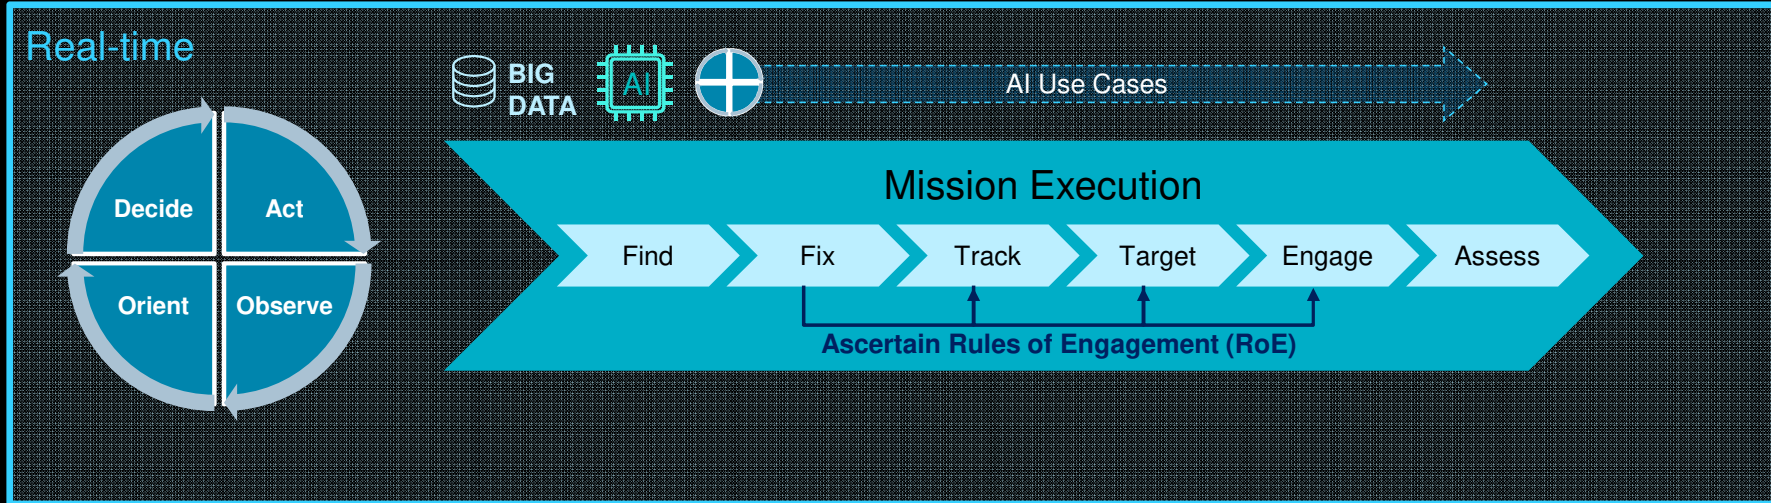 Real-time
BIG
DATA
AI
AI Use Cases
Decide
Act
Orient
Observe
Mission Execution
Find
Fix
Track
Target
Engage
Assess
Ascertain Rules of Engagement (RoE)